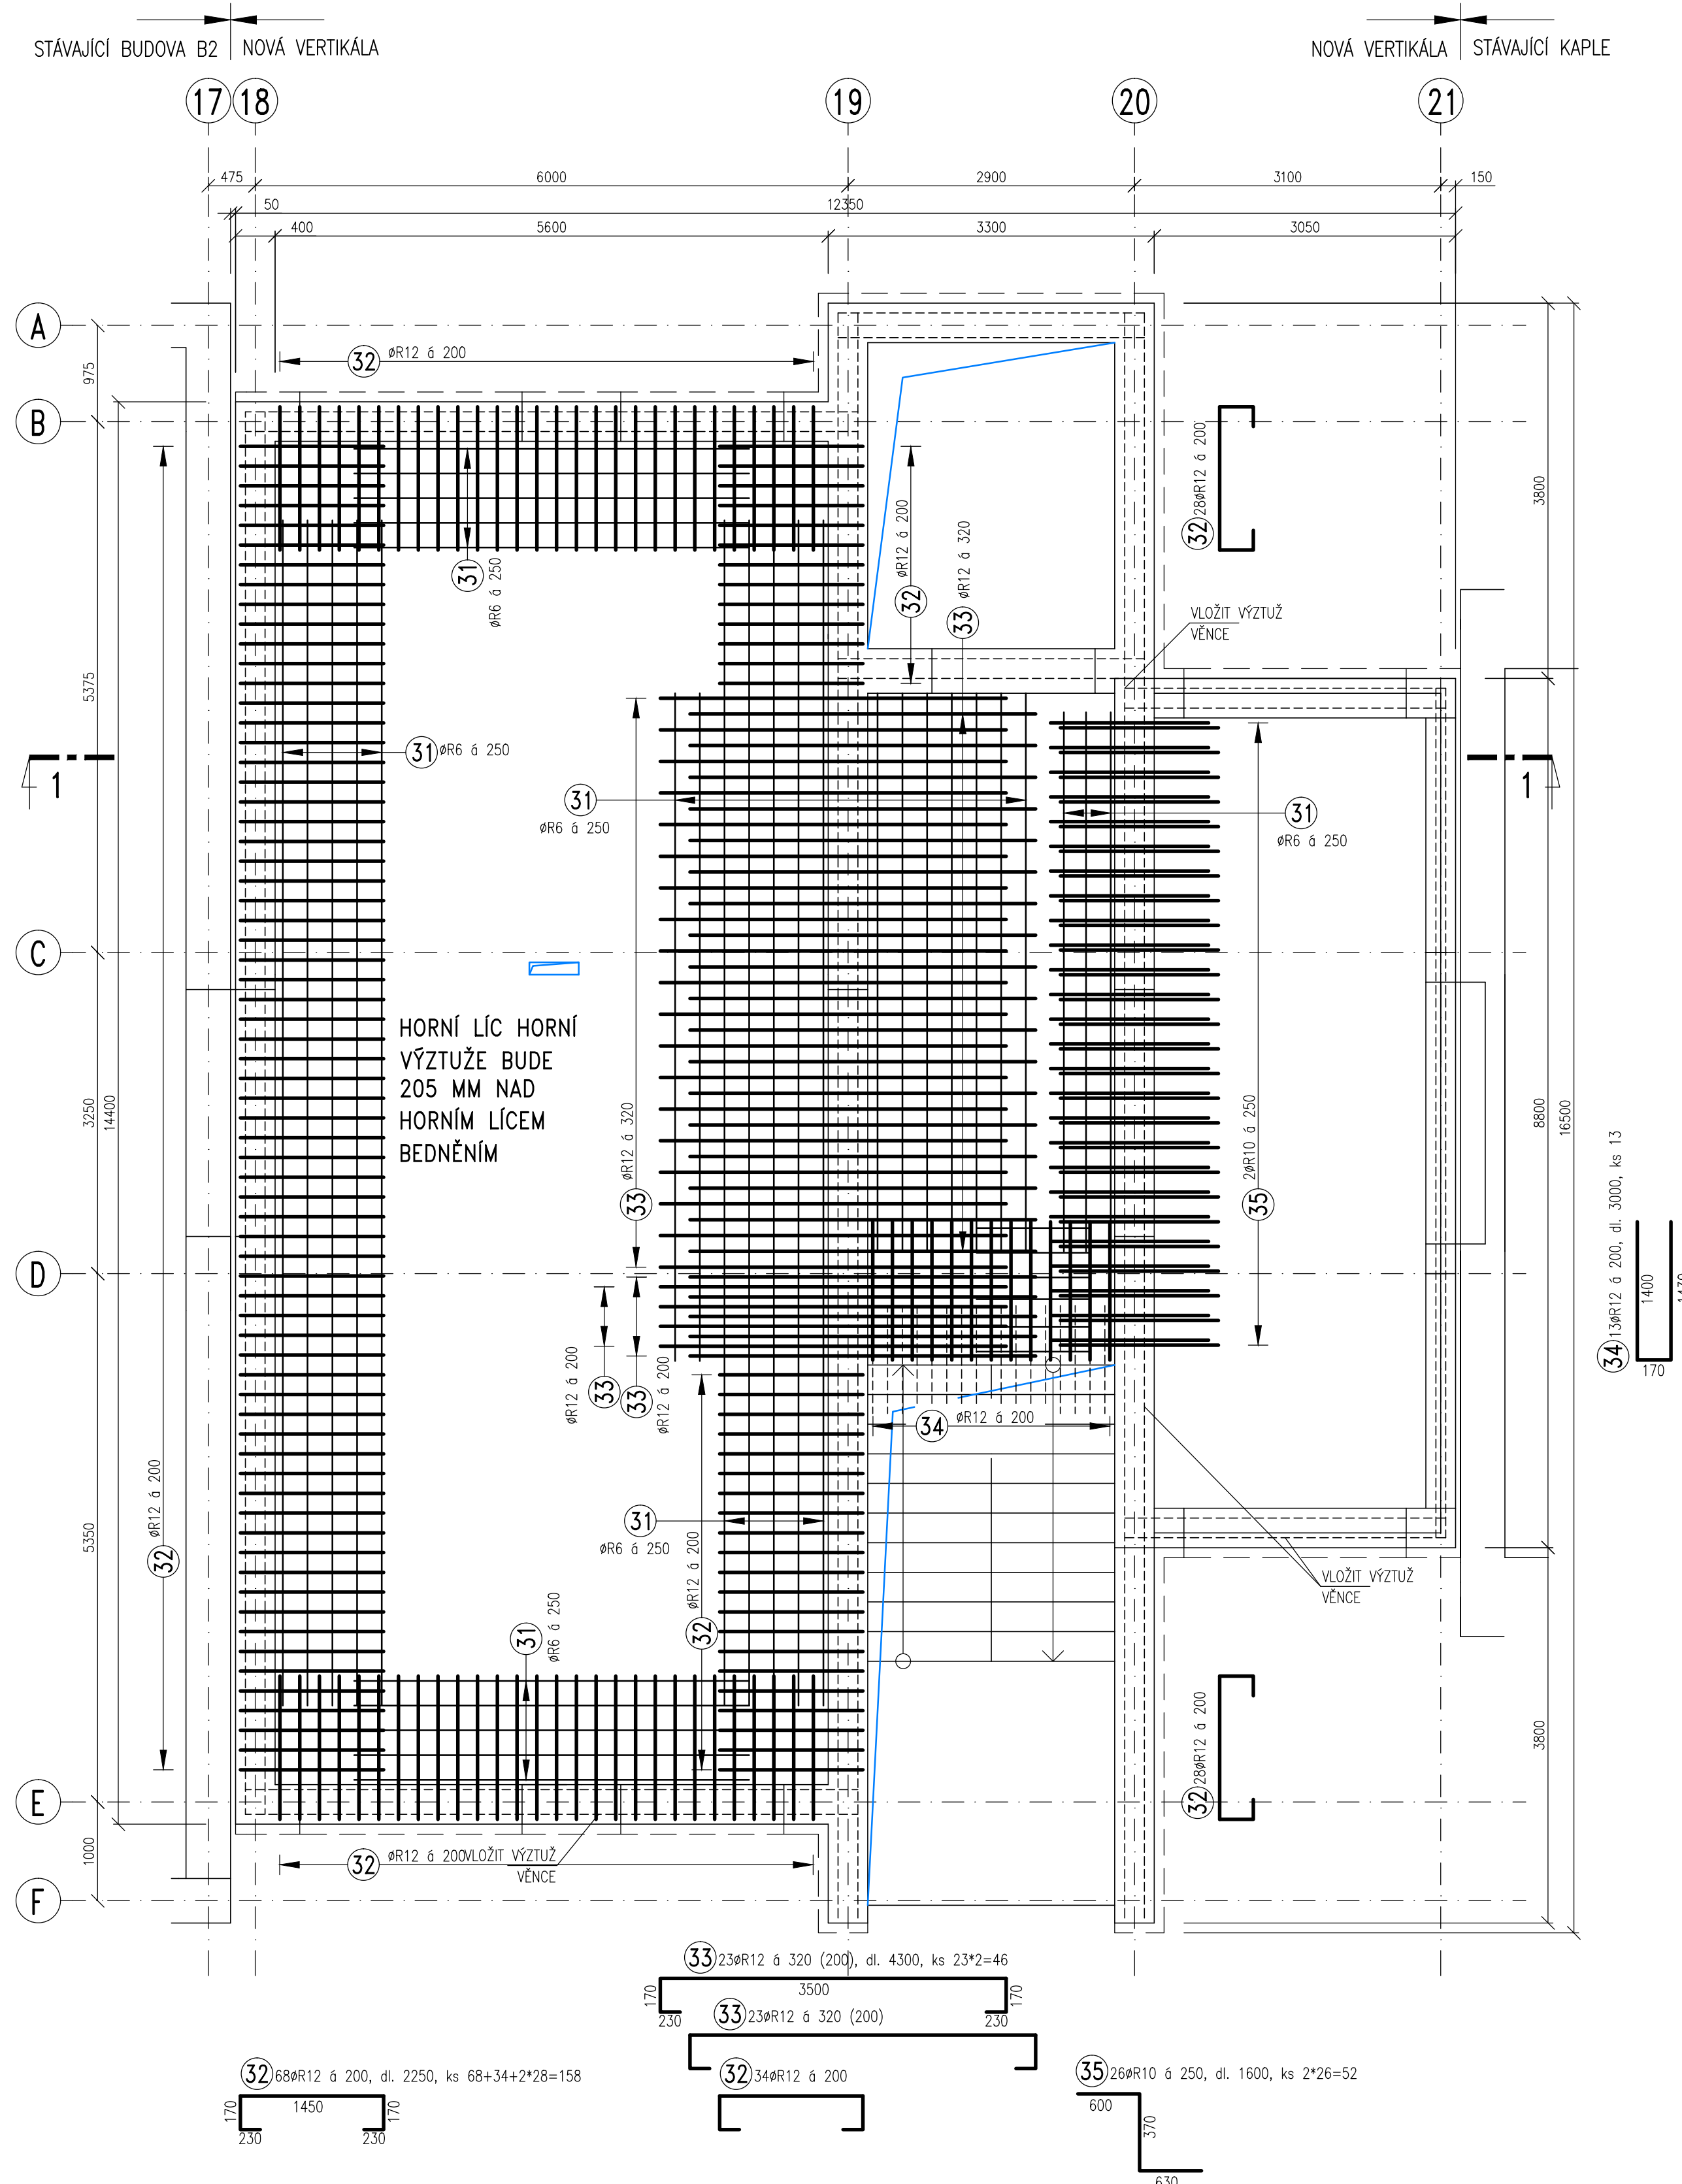 STÁVAJÍCÍ BUDOVA B2
NOVÁ VERTIKÁLA
NOVÁ VERTIKÁLA
STÁVAJÍCÍ KAPLE
17
18
19
20
21
475
6000
2900
3100
150
50
12350
400
5600
3300
3050
A
B
C
D
E
F
975
5375
3250
14400
5350
1000
3800
8800
16500
3800
32 øR12 á 200
31 øR6 á 250
32 øR12 á 200
33 øR12 á 320
32 28øR12 á 200
VLOŽIT VÝZTUŽ
VĚNCE
1
1
31 øR6 á 250
31
øR6 á 250
31
øR6 á 250
HORNÍ LÍC HORNÍ
VÝZTUŽE BUDE
205 MM NAD
HORNÍM LÍCEM
BEDNĚNÍM
33 øR12 á 320
35 2øR10 á 250
34 13øR12 á 200, dl. 3000, ks 13
1400
1430
170
33 øR12 á 200
33 øR12 á 200
34 øR12 á 200
32 øR12 á 200
31
øR6 á 250
32 øR12 á 200
31 øR6 á 250
VLOŽIT VÝZTUŽ
VĚNCE
32 28øR12 á 200
32 øR12 á 200
VLOŽIT VÝZTUŽ
VĚNCE
33 23øR12 á 320 (200), dl. 4300, ks 23*2=46
170
3500
170
230
230
33 23øR12 á 320 (200)
32 68øR12 á 200, dl. 2250, ks 68+34+2*28=158
170
1450
170
230
230
32 34øR12 á 200
35 26øR10 á 250, dl. 1600, ks 2*26=52
600
370
630